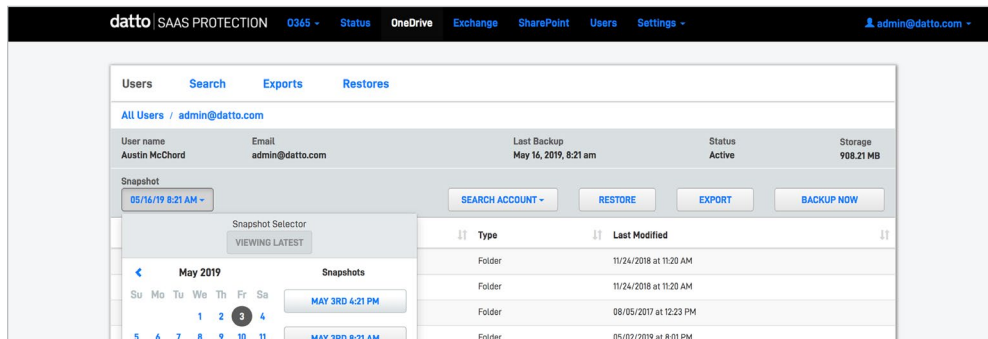 datto SAAS PROTECTION O365 Status OneDrive Exchange SharePoint Users Settings admin@datto.com
Users Search Exports Restores
All Users / admin@datto.com
User name Email Last Backup Status Storage
Austin McChord admin@datto.com May 16, 2019, 8:21 am Active 908.21 MB
Snapshot
05/16/19 8:21 AM SEARCH ACCOUNT RESTORE EXPORT BACKUP NOW
Snapshot Selector
VIEWING LATEST
Type Last Modified
May 2019 Snapshots
Folder 11/24/2018 at 11:20 AM
Su Mo Tu We Th Fr Sa
MAY 3RD 4:21 PM
Folder 11/24/2018 at 11:20 AM
1 2 3 4
Folder 08/05/2017 at 12:23 PM
5 6 7 8 9 10 11 MAY 3RD 8:21 AM
Folder 05/02/2019 at 8:01 PM